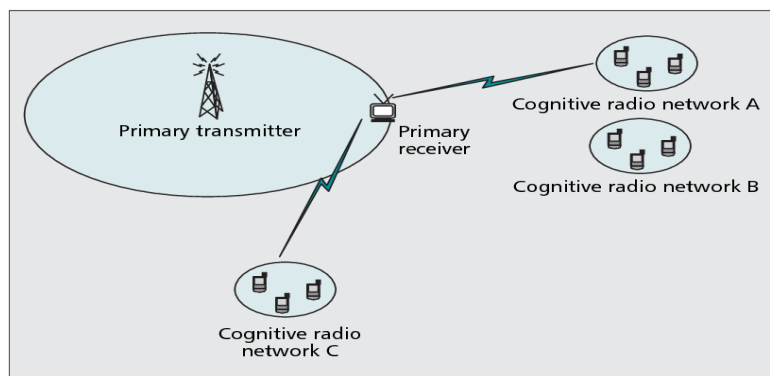 Primary transmitter
Primary
receiver
Cognitive radio network A
Cognitive radio network B
Cognitive radio
network C